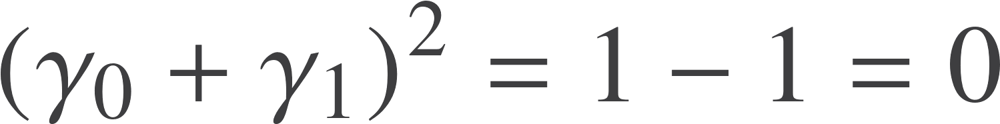 (γ₀ + γ₁)² = 1 − 1 = 0